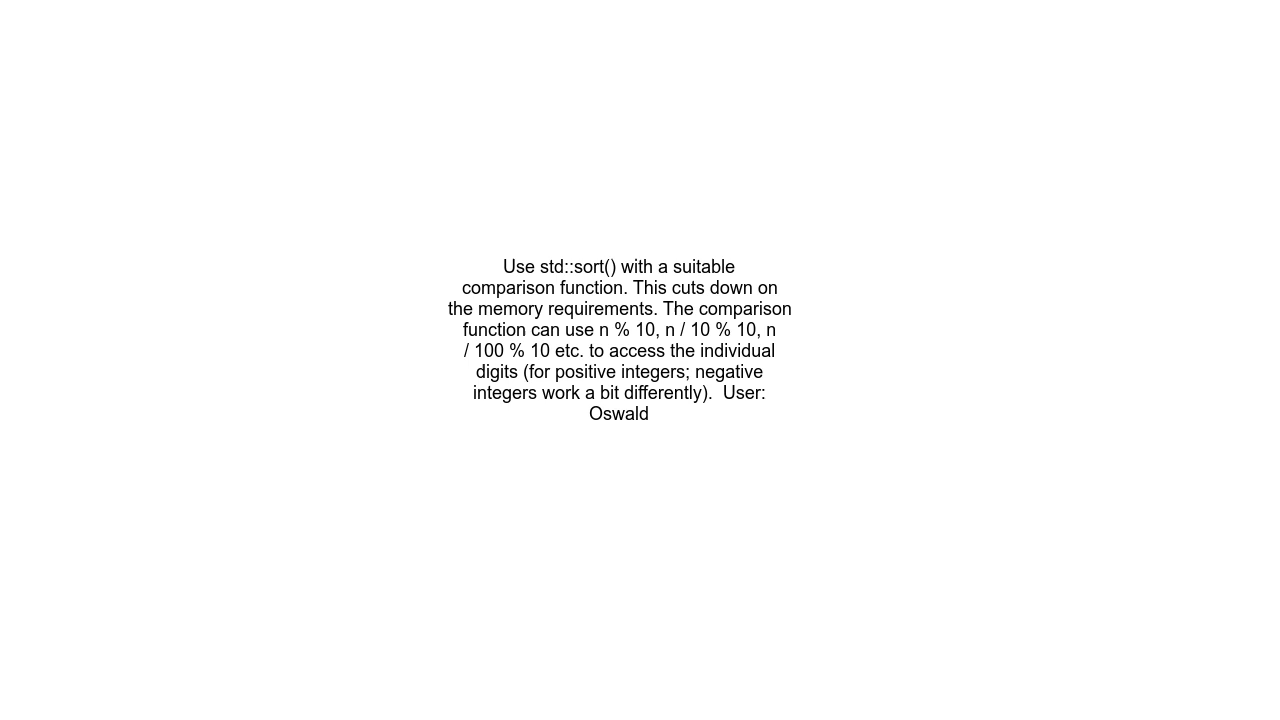 Use std::sort() with a suitable
comparison function. This cuts down on
the memory requirements. The comparison
function can use n % 10, n / 10 % 10, n
/ 100 % 10 etc. to access the individual
digits (for positive integers; negative
integers work a bit differently).  User:
Oswald